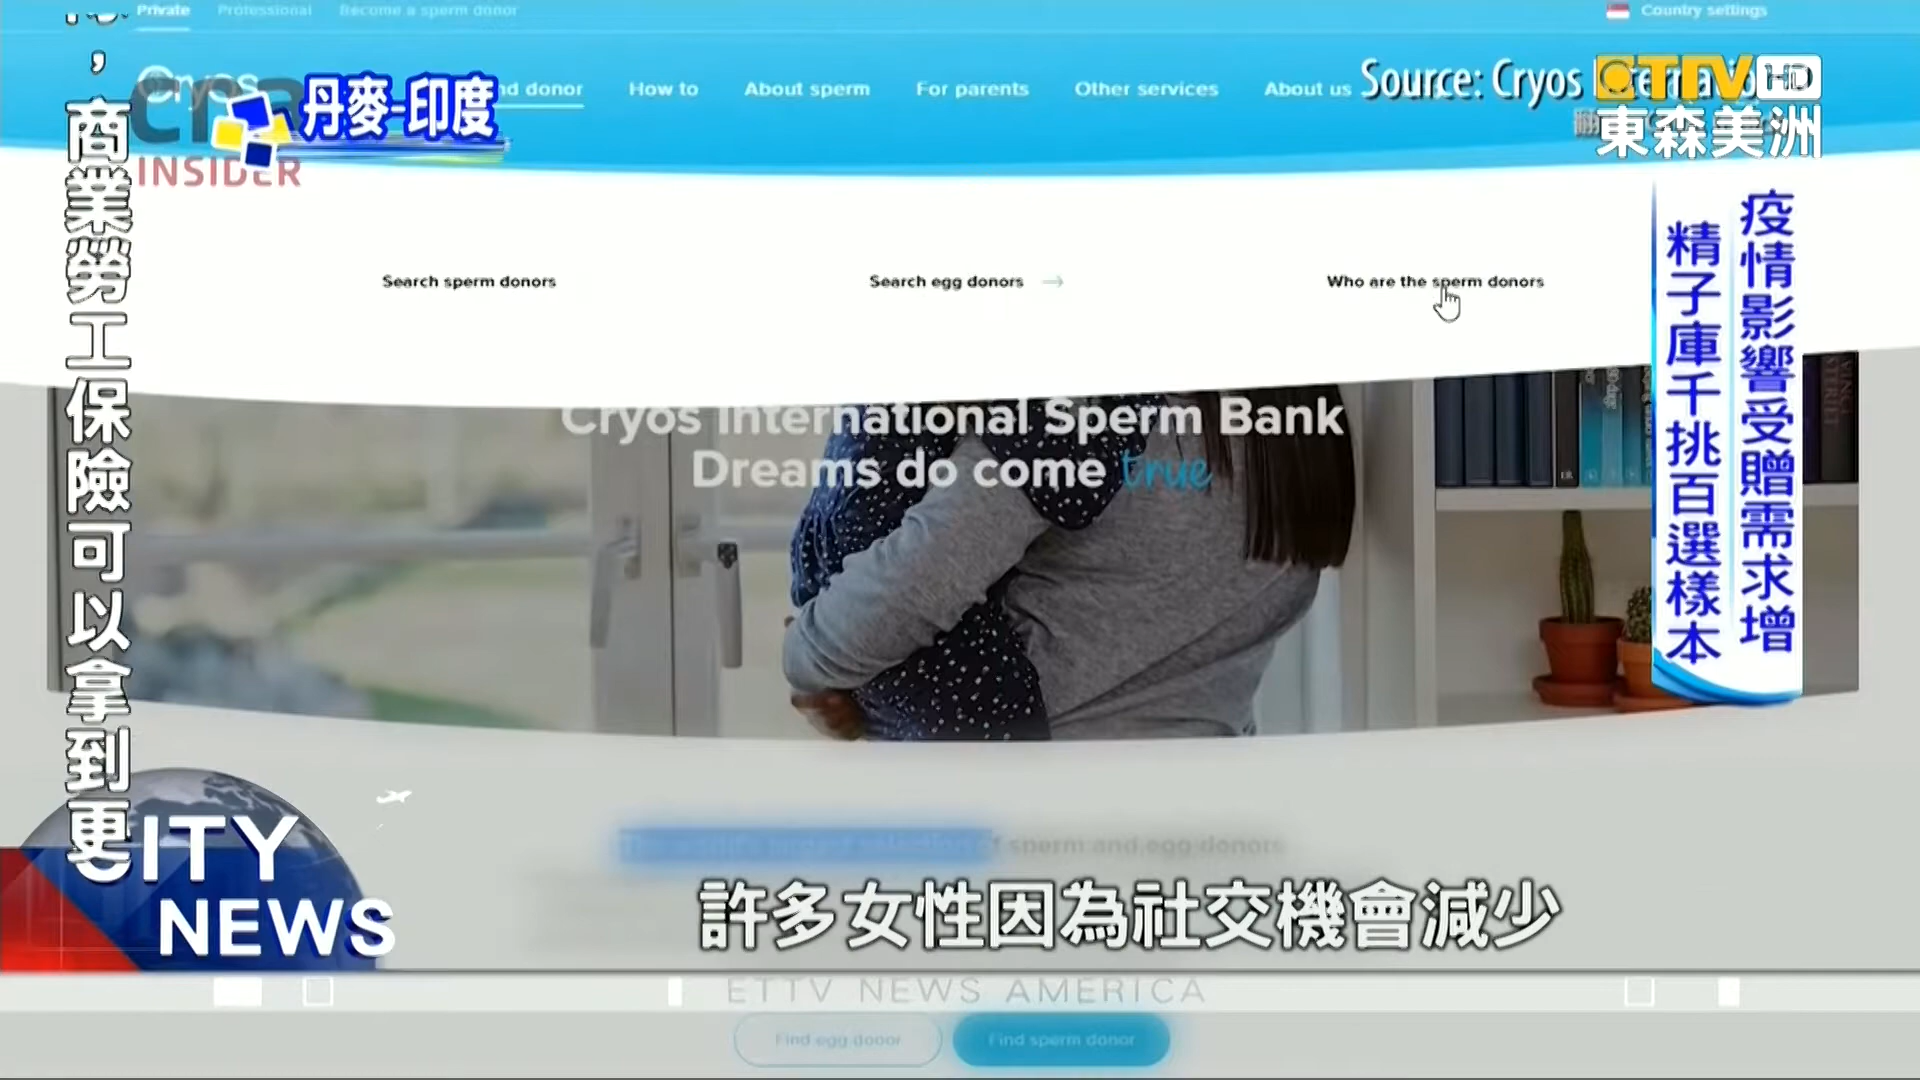 Private
Professional
Become a sperm donor
Country settings
Cryos
nd donor
How to
About sperm
For parents
Other services
About us
Source: Cryos
ETTV HD
東森美洲
丹麥-印度
cna
INSIDER
，商業勞工保險可以拿到更
Search sperm donors
Search egg donors →
Who are the sperm donors
疫情影響受贈需求增
精子庫千挑百選樣本
Cryos International Sperm Bank
Dreams do come true
sperm and egg donors
ITY
NEWS
許多女性因為社交機會減少
ETTV NEWS AMERICA
Find egg donor
Find sperm donor